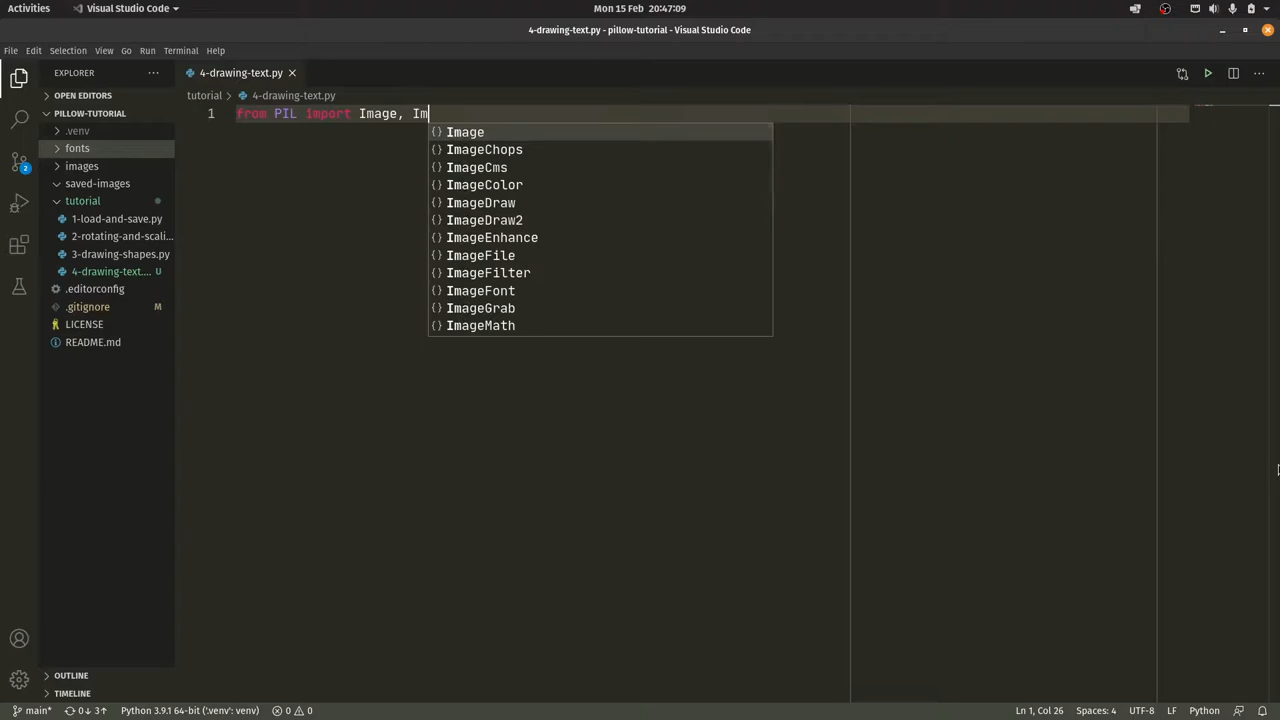 Activities
Visual Studio Code
Mon 15 Feb 20:47:09
4-drawing-text.py - pillow-tutorial - Visual Studio Code
File Edit Selection View Go Run Terminal Help
EXPLORER
4-drawing-text.py
OPEN EDITORS
tutorial
4-drawing-text.py
PILLOW-TUTORIAL
.venv
fonts
images
saved-images
tutorial
1-load-and-save.py
2-rotating-and-scali...
3-drawing-shapes.py
4-drawing-text.... U
.editorconfig
.gitignore M
LICENSE
README.md
2
1 from PIL import Image, Im
{} Image
{} ImageChops
{} ImageCms
{} ImageColor
{} ImageDraw
{} ImageDraw2
{} ImageEnhance
{} ImageFile
{} ImageFilter
{} ImageFont
{} ImageGrab
{} ImageMath
OUTLINE
TIMELINE
main* 0↓ 3↑ Python 3.9.1 64-bit ('.venv': venv) 0 0
Ln 1, Col 26 Spaces: 4 UTF-8 LF Python